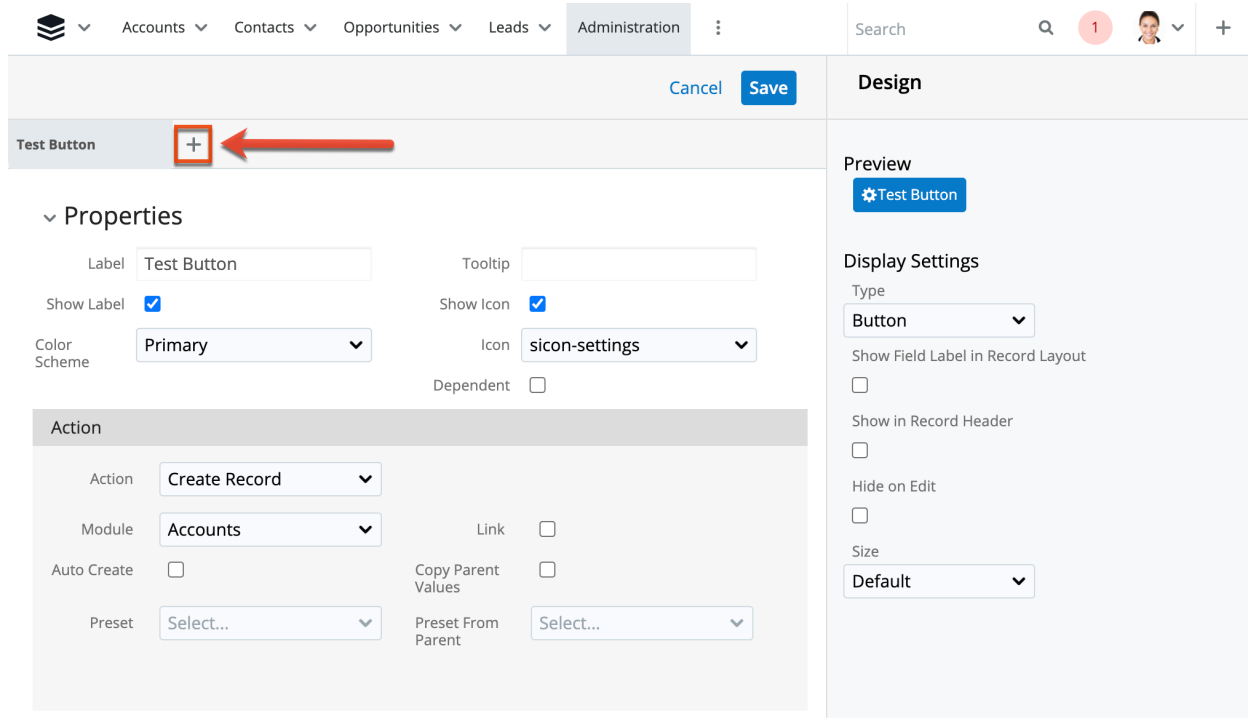 Accounts Contacts Opportunities Leads Administration Search 1
Cancel Save Design
Test Button
Preview
Test Button
Properties
Label Test Button Tooltip
Show Label Show Icon
Color Scheme Primary Icon sicon-settings
Dependent
Display Settings
Type
Button
Show Field Label in Record Layout
Show in Record Header
Hide on Edit
Size
Default
Action
Action Create Record
Module Accounts Link
Auto Create Copy Parent Values
Preset Select... Preset From Parent Select...